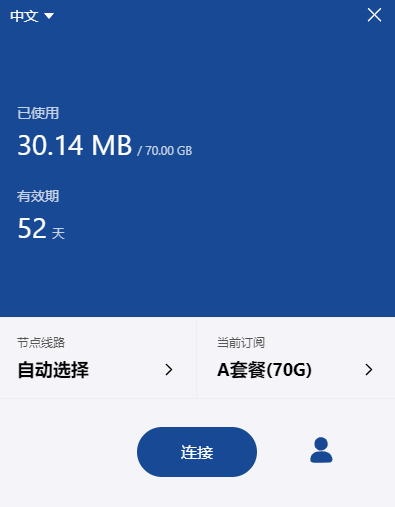 中文
已使用
30.14 MB / 70.00 GB
有效期
52 天
节点线路
自动选择
当前订阅
A套餐(70G)
连接